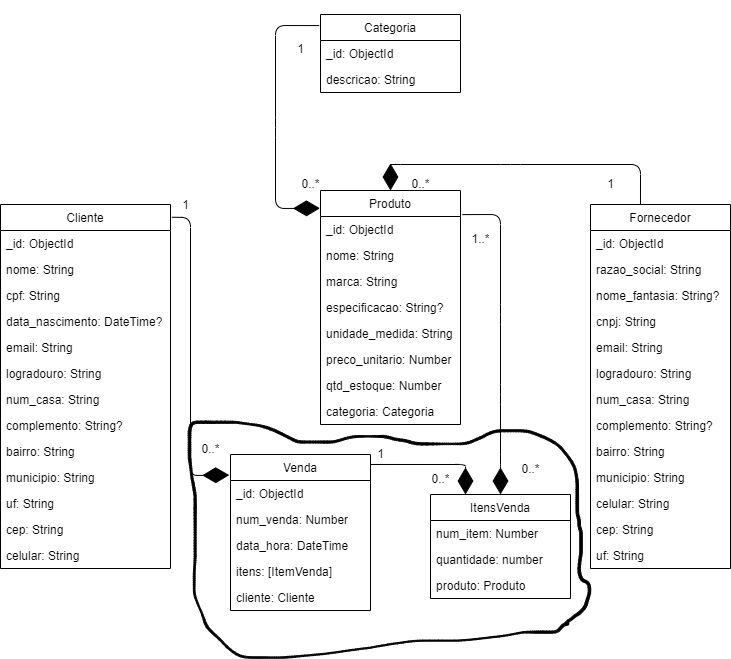 Categoria
_id: ObjectId
descricao: String
1
0..*
0..*
1
Cliente
_id: ObjectId
nome: String
cpf: String
data_nascimento: DateTime?
email: String
logradouro: String
num_casa: String
complemento: String?
bairro: String
municipio: String
uf: String
cep: String
celular: String
1
Produto
_id: ObjectId
nome: String
marca: String
especificacao: String?
unidade_medida: String
preco_unitario: Number
qtd_estoque: Number
categoria: Categoria
1..*
Fornecedor
_id: ObjectId
razao_social: String
nome_fantasia: String?
cnpj: String
email: String
logradouro: String
num_casa: String
complemento: String?
bairro: String
municipio: String
celular: String
cep: String
uf: String
0..*
Venda
_id: ObjectId
num_venda: Number
data_hora: DateTime
itens: [ItemVenda]
cliente: Cliente
1
0..*
0..*
ItensVenda
num_item: Number
quantidade: number
produto: Produto